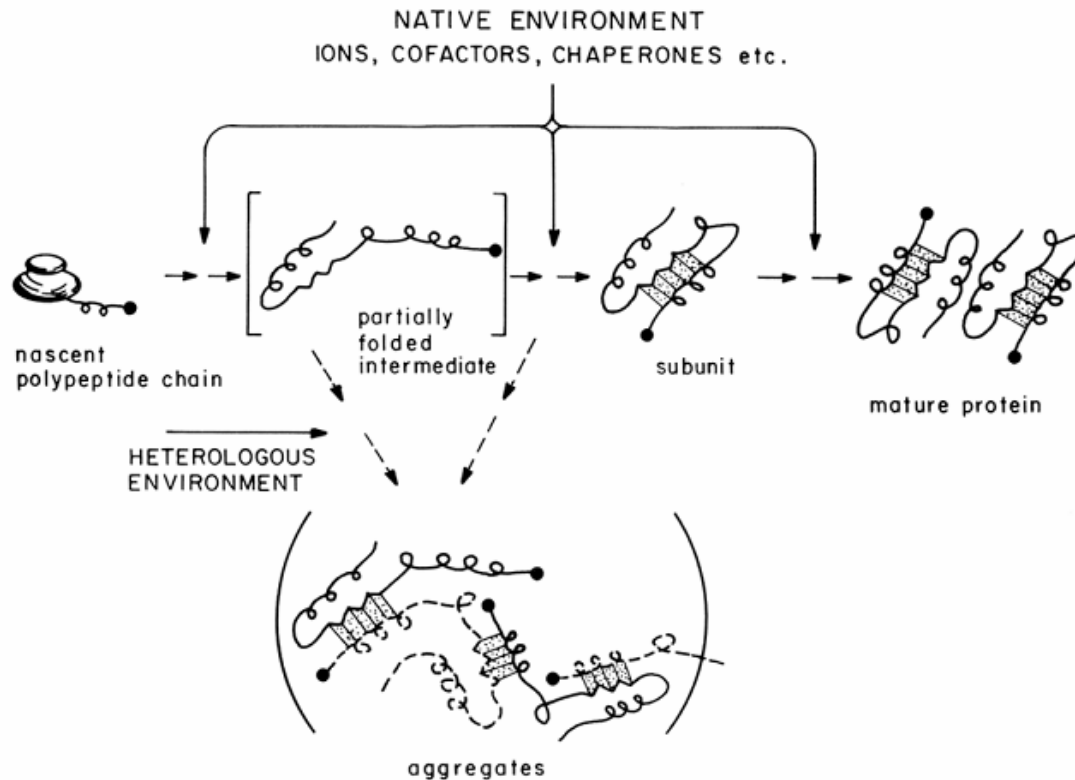 NATIVE ENVIRONMENT
IONS, COFACTORS, CHAPERONES etc.
nascent
polypeptide chain
partially
folded
intermediate
subunit
mature protein
HETEROLOGOUS
ENVIRONMENT
aggregates